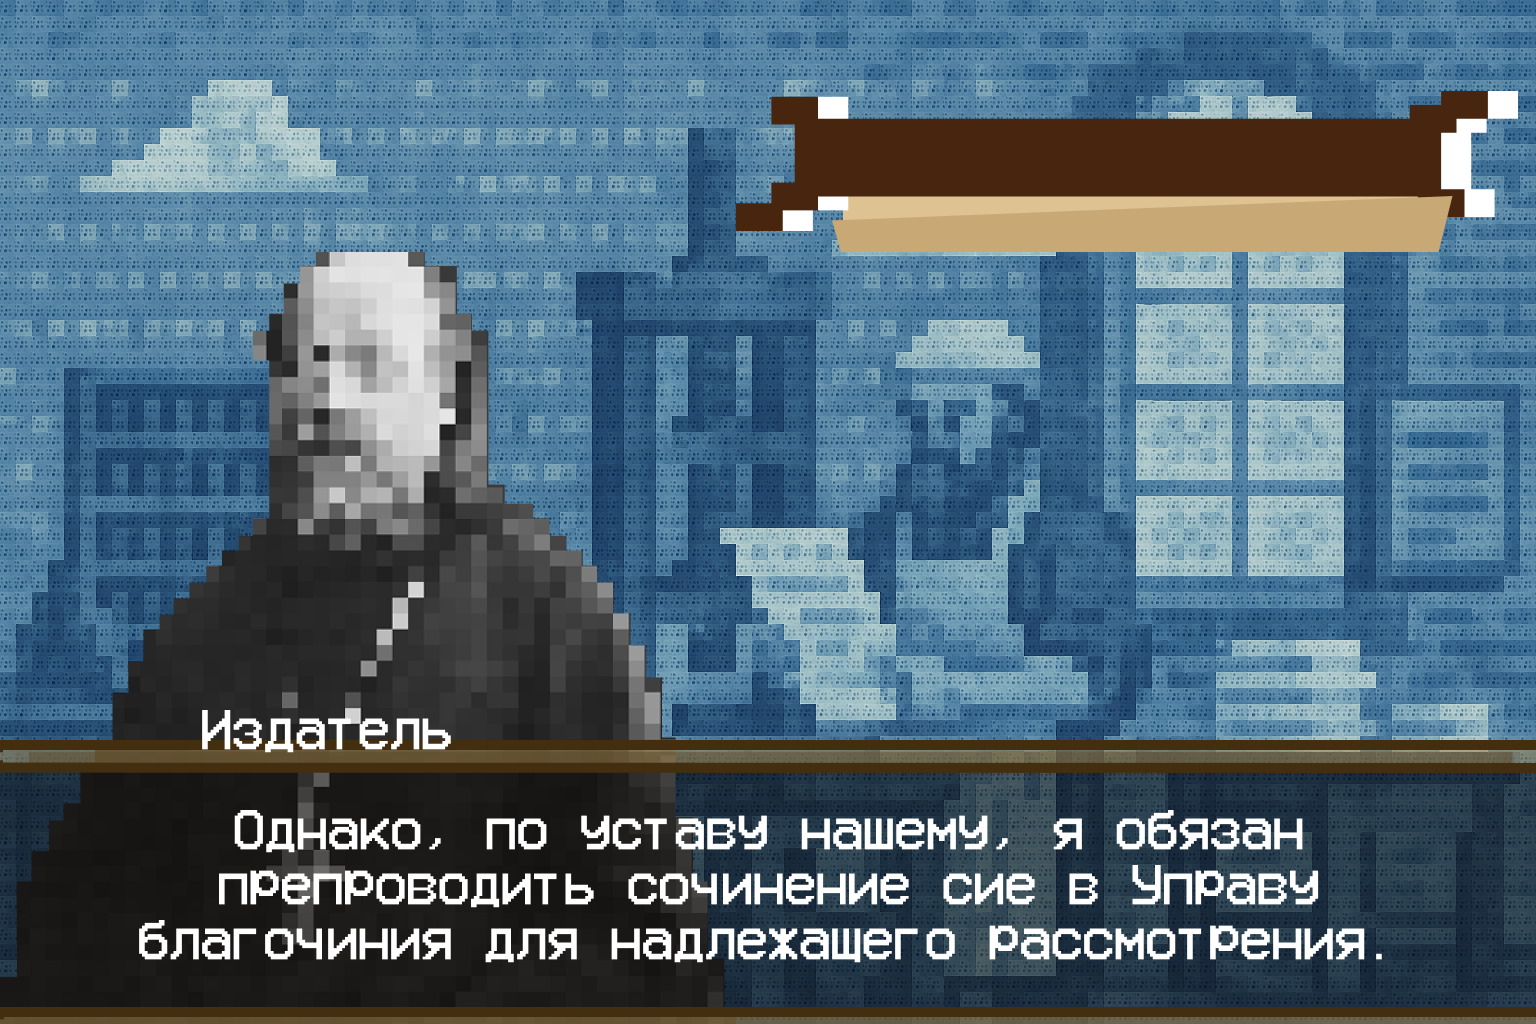 Издатель
Однако, по уставу нашему, я обязан
препроводить сочинение сие в Управу
благочиния для надлежащего рассмотрения.